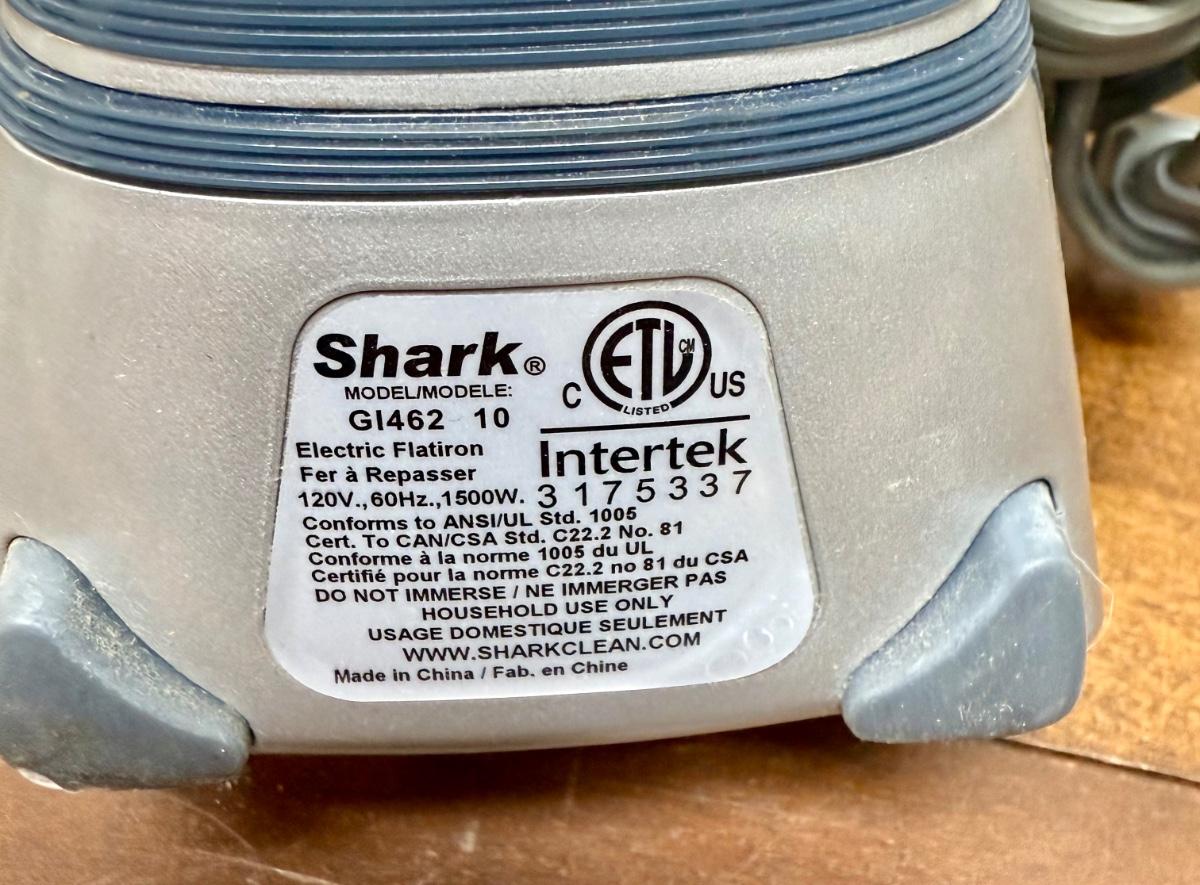 Shark®
MODEL/MODELE:
GI462 10
Electric Flatiron
Fer à Repasser
120V.,60Hz.,1500W.
C ETL CM US
LISTED
Intertek
3175337
Conforms to ANSI/UL Std. 1005
Cert. To CAN/CSA Std. C22.2 No. 81
Conforme à la norme 1005 du UL
Certifié pour la norme C22.2 no 81 du CSA
DO NOT IMMERSE / NE IMMERGER PAS
HOUSEHOLD USE ONLY
USAGE DOMESTIQUE SEULEMENT
WWW.SHARKCLEAN.COM
Made in China / Fab. en Chine